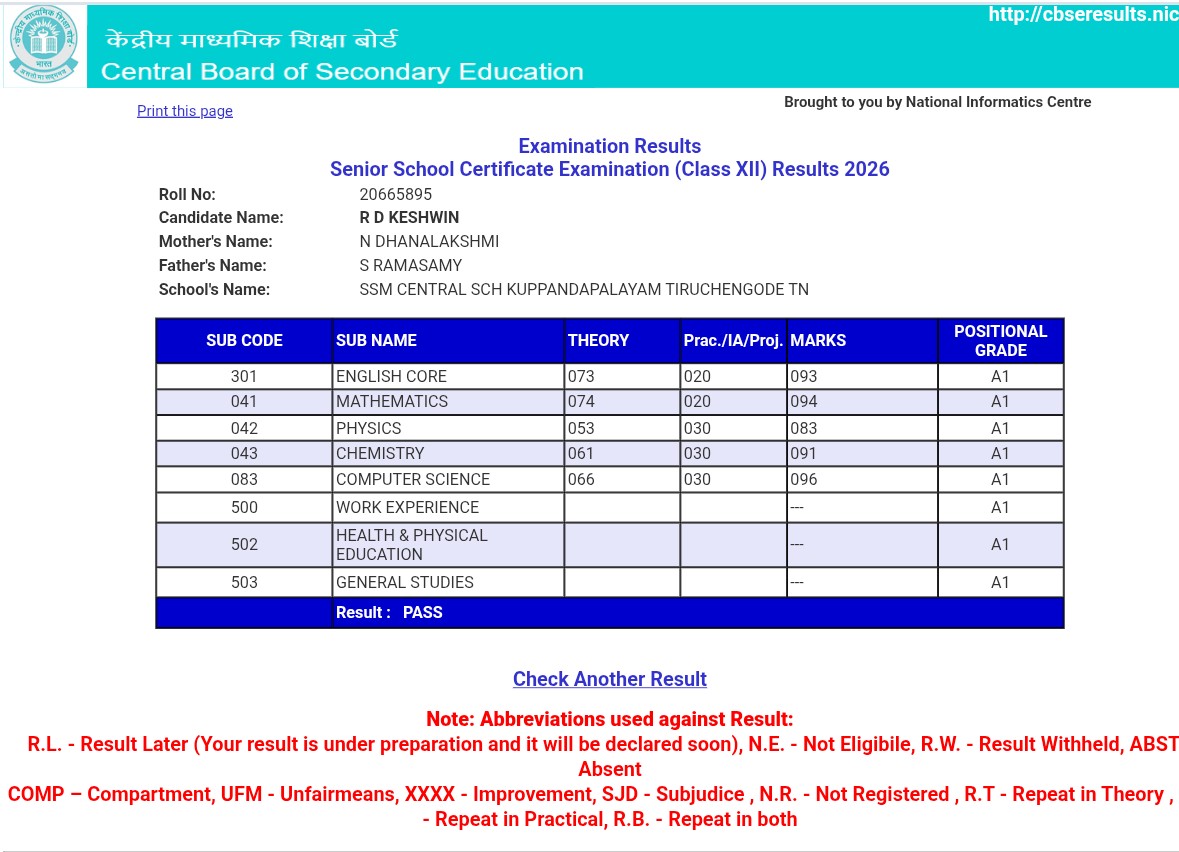 http://cbseresults.nic
केंद्रीय माध्यमिक शिक्षा बोर्ड
Central Board of Secondary Education
भारत
Print this page
Brought to you by National Informatics Centre
Examination Results
Senior School Certificate Examination (Class XII) Results 2026
Roll No: 20665895
Candidate Name: R D KESHWIN
Mother's Name: N DHANALAKSHMI
Father's Name: S RAMASAMY
School's Name: SSM CENTRAL SCH KUPPANDAPALAYAM TIRUCHENGODE TN
SUB CODE SUB NAME THEORY Prac./IA/Proj. MARKS POSITIONAL GRADE
301 ENGLISH CORE 073 020 093 A1
041 MATHEMATICS 074 020 094 A1
042 PHYSICS 053 030 083 A1
043 CHEMISTRY 061 030 091 A1
083 COMPUTER SCIENCE 066 030 096 A1
500 WORK EXPERIENCE --- A1
502 HEALTH & PHYSICAL EDUCATION --- A1
503 GENERAL STUDIES --- A1
Result : PASS
Check Another Result
Note: Abbreviations used against Result:
R.L. - Result Later (Your result is under preparation and it will be declared soon), N.E. - Not Eligibile, R.W. - Result Withheld, ABST
Absent
COMP – Compartment, UFM - Unfairmeans, XXXX - Improvement, SJD - Subjudice , N.R. - Not Registered , R.T - Repeat in Theory ,
- Repeat in Practical, R.B. - Repeat in both